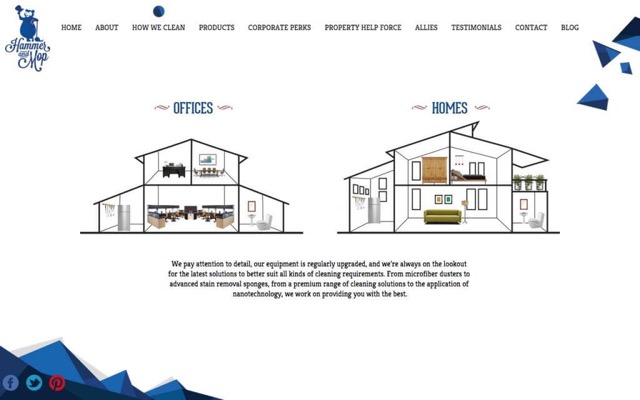 Hammer
and
Mop
HOME ABOUT HOW WE CLEAN PRODUCTS CORPORATE PERKS PROPERTY HELP FORCE ALLIES TESTIMONIALS CONTACT BLOG
OFFICES HOMES
We pay attention to detail, our equipment is regularly upgraded, and we're always on the lookout
for the latest solutions to better suit all kinds of cleaning requirements. From microfiber dusters to
advanced stain removal sponges, from a premium range of cleaning solutions to the application of
nanotechnology, we work on providing you with the best.